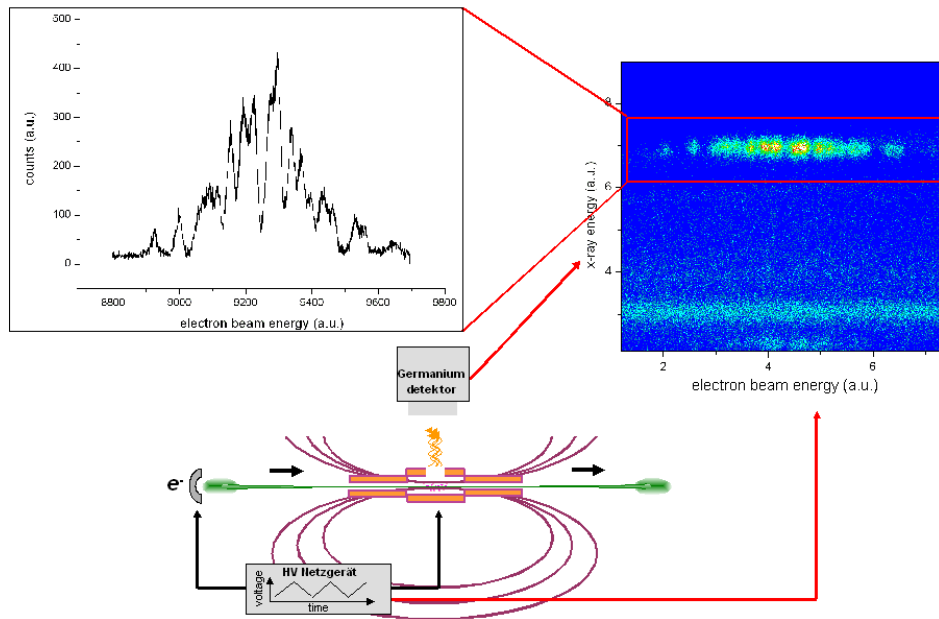 500
400
300
200
100
0
counts (a.u.)
8800 9000 9200 9400 9600 9800
electron beam energy (a.u.)
8
6
4
x-ray energy (a.u.)
2 4 6
electron beam energy (a.u.)
Germanium
detektor
e-
HV Netzgerät
voltage
time